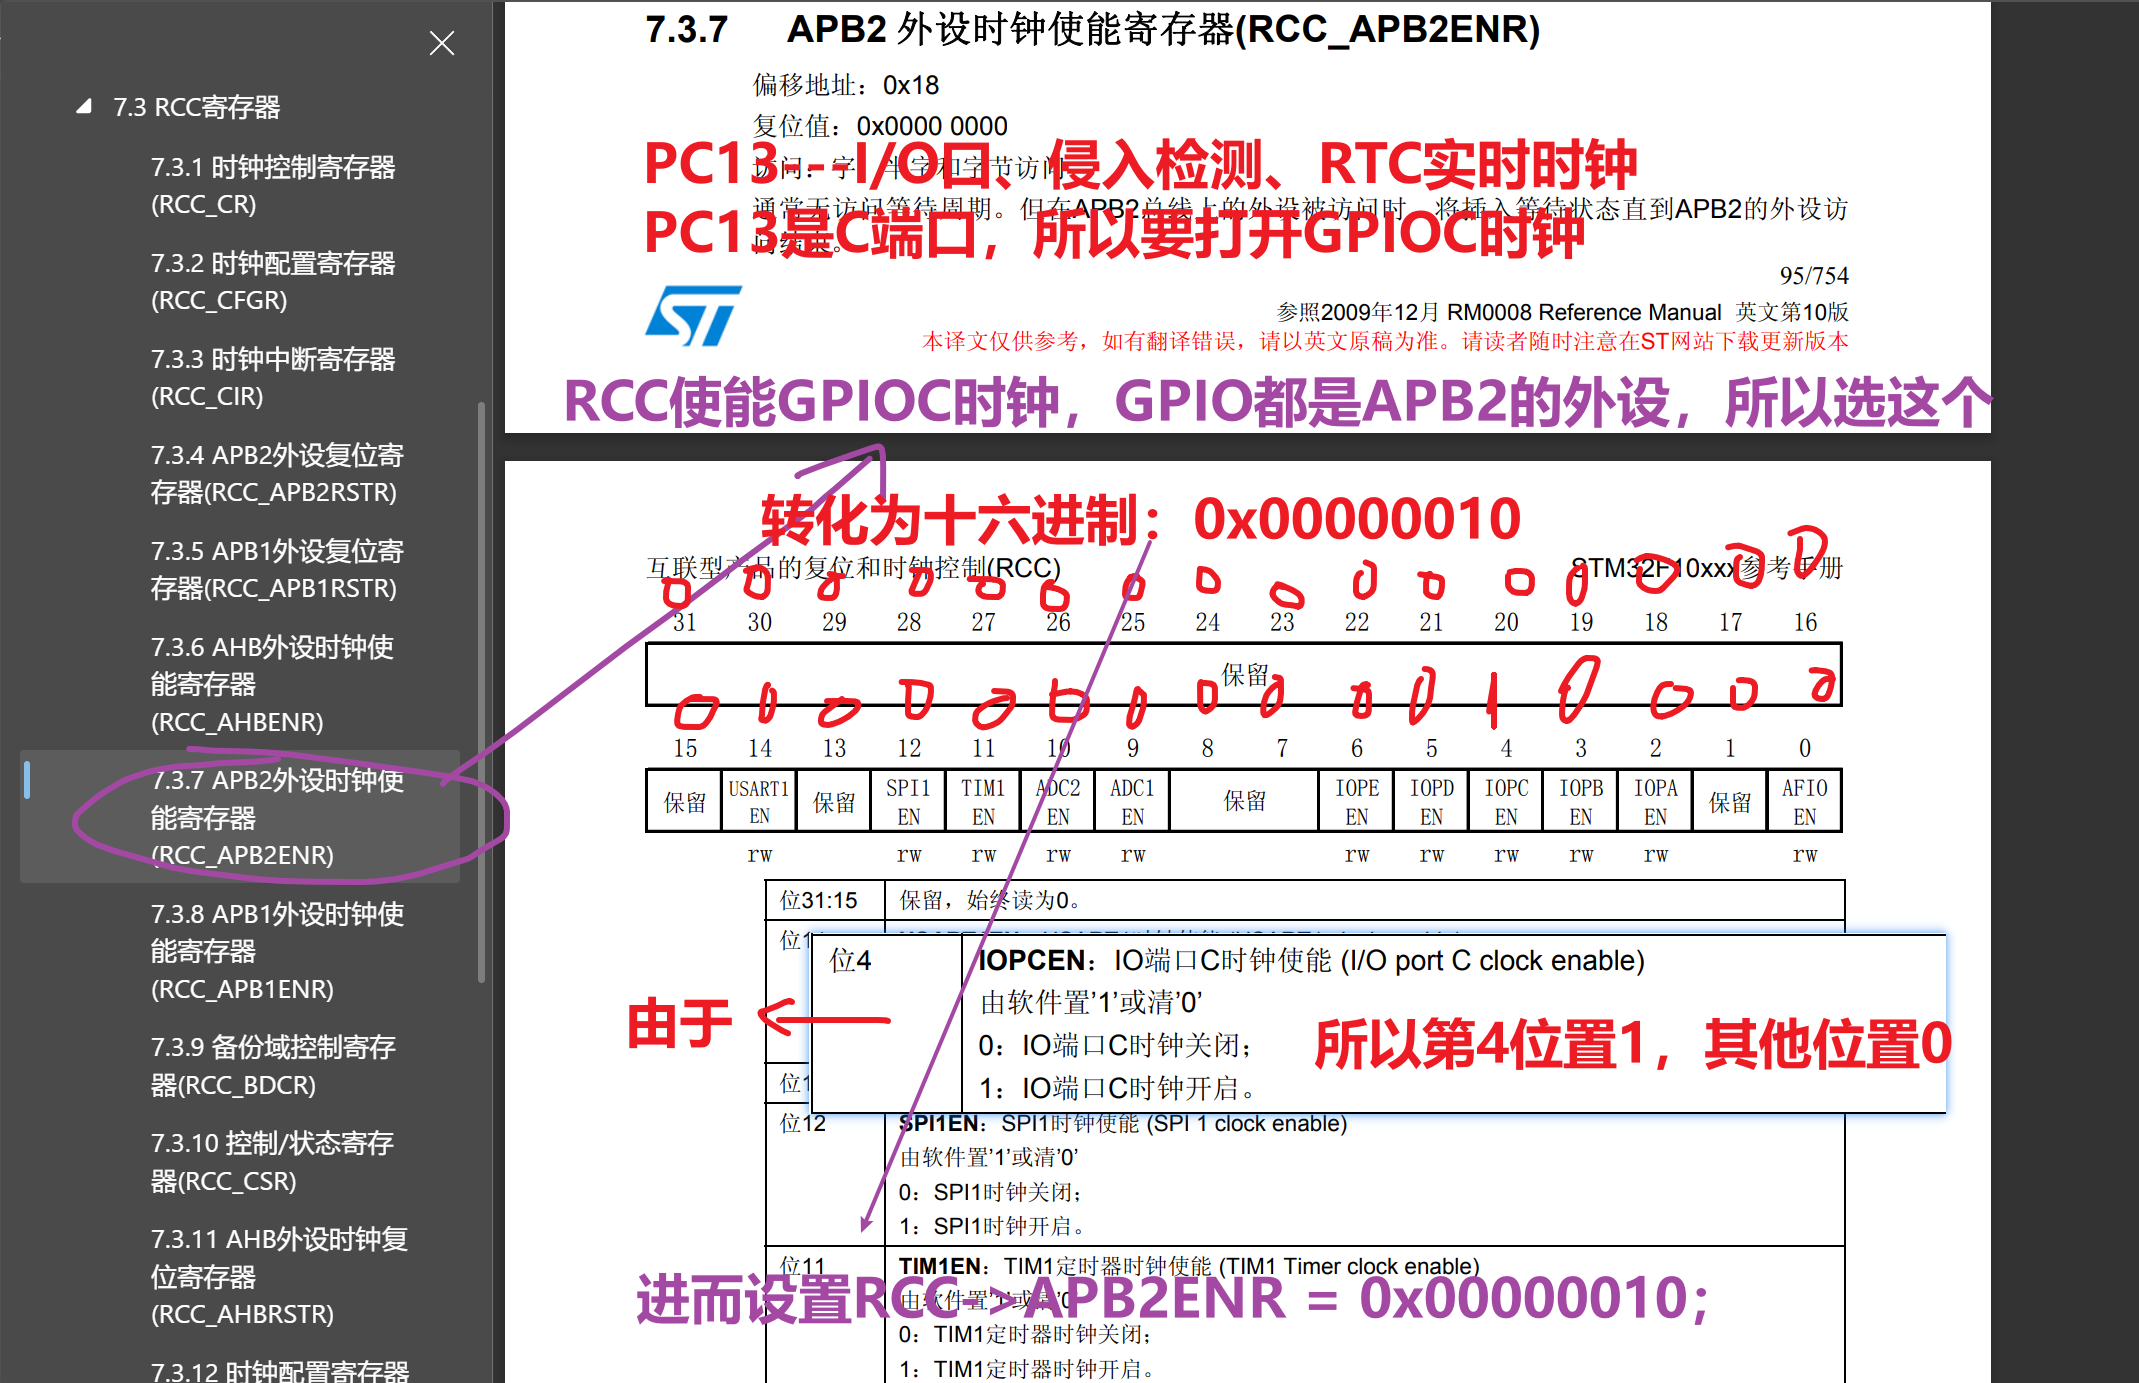 7.3 RCC寄存器
7.3.1 时钟控制寄存器
(RCC_CR)
7.3.2 时钟配置寄存器
(RCC_CFGR)
7.3.3 时钟中断寄存器
(RCC_CIR)
7.3.4 APB2外设复位寄
存器(RCC_APB2RSTR)
7.3.5 APB1外设复位寄
存器(RCC_APB1RSTR)
7.3.6 AHB外设时钟使
能寄存器
(RCC_AHBENR)
7.3.7 APB2外设时钟使
能寄存器
(RCC_APB2ENR)
7.3.8 APB1外设时钟使
能寄存器
(RCC_APB1ENR)
7.3.9 备份域控制寄存
器(RCC_BDCR)
7.3.10 控制/状态寄存
器(RCC_CSR)
7.3.11 AHB外设时钟复
位寄存器
(RCC_AHBRSTR)
7.3.12 时钟配置寄存器
7.3.7 APB2 外设时钟使能寄存器(RCC_APB2ENR)
偏移地址：0x18
复位值：0x0000 0000
PC13---I/O口、侵入检测、RTC实时时钟
访问：字，半字和字节访问
通常无访问等待周期。但在APB2总线上的外设被访问时，将插入等待状态直到APB2的外设访
PC13是C端口，所以要打开GPIOC时钟
问结束。
95/754
ST
参照2009年12月 RM0008 Reference Manual 英文第10版
本译文仅供参考，如有翻译错误，请以英文原稿为准。请读者随时注意在ST网站下载更新版本
RCC使能GPIOC时钟，GPIO都是APB2的外设，所以选这个
转化为十六进制：0x00000010
互联型产品的复位和时钟控制(RCC) STM32F10xxx参考手册
0 0 0 0 0 0 0 0 0 0 0 0 0 0 0 0
31 30 29 28 27 26 25 24 23 22 21 20 19 18 17 16
保留
0 0 0 0 0 0 0 0 0 0 0 1 0 0 0 0
15 14 13 12 11 10 9 8 7 6 5 4 3 2 1 0
保留 USART1 EN 保留 SPI1 EN TIM1 EN ADC2 EN ADC1 EN 保留 IOPE EN IOPD EN IOPC EN IOPB EN IOPA EN 保留 AFIO EN
rw rw rw rw rw rw rw rw rw rw rw
位31:15 保留，始终读为0。
位4 IOPCEN：IO端口C时钟使能 (I/O port C clock enable)
由软件置’1’或清’0’
0：IO端口C时钟关闭；
1：IO端口C时钟开启。
由于
所以第4位置1，其他位置0
位12 SPI1EN：SPI1时钟使能 (SPI 1 clock enable)
由软件置’1’或清’0’
0：SPI1时钟关闭；
1：SPI1时钟开启。
位11 TIM1EN：TIM1定时器时钟使能 (TIM1 Timer clock enable)
由软件置’1’或清’0’
进而设置RCC->APB2ENR = 0x00000010；
0：TIM1定时器时钟关闭；
1：TIM1定时器时钟开启。